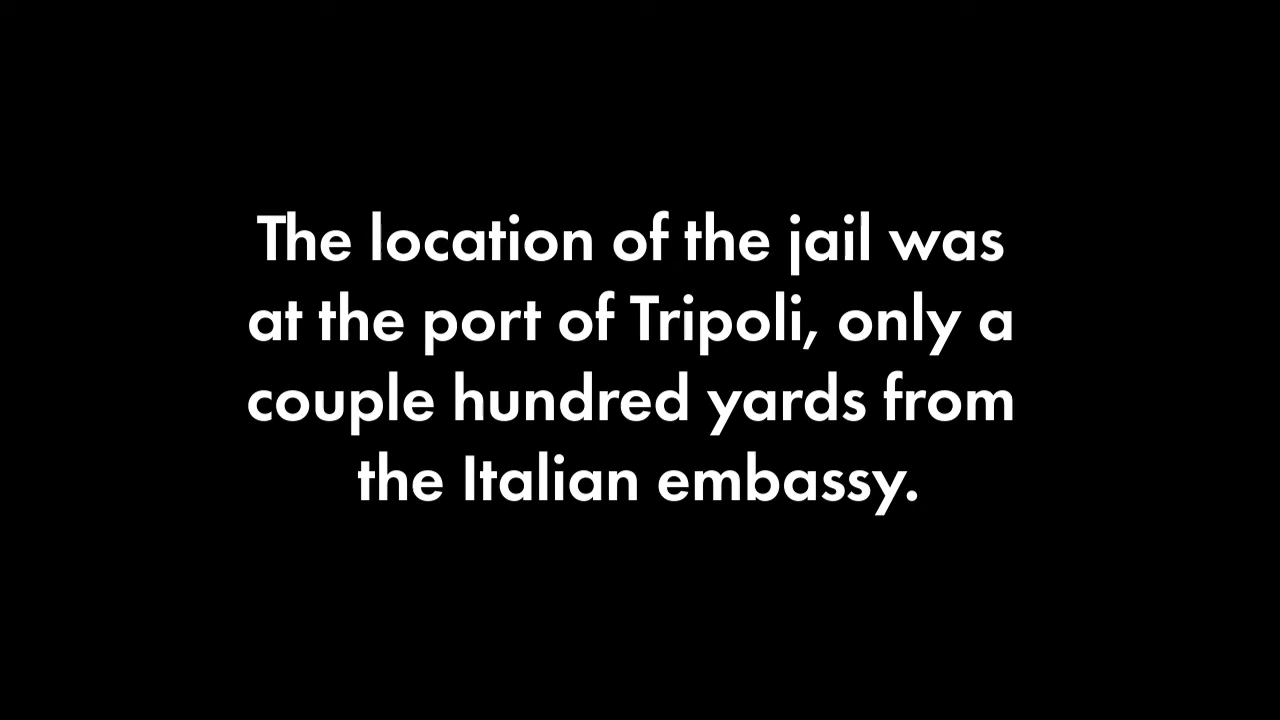 The location of the jail was
at the port of Tripoli, only a
couple hundred yards from
the Italian embassy.